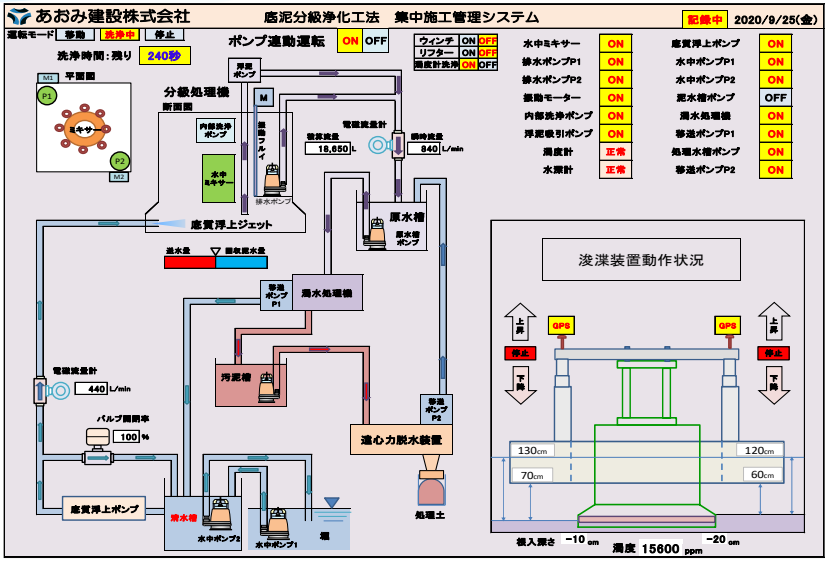 あおみ建設株式会社 底泥分級浄化工法 集中施工管理システム 記録中 2020/9/25(金)
運転モード 移動 洗浄中 停止
洗浄時間:残り 240秒
ポンプ連動運転 ON OFF
ウィンチ ON OFF
リフター ON OFF
濁度計洗浄 ON OFF
水中ミキサー ON
排水ポンプP1 ON
排水ポンプP2 ON
振動モーター ON
内部洗浄ポンプ ON
浮泥吸引ポンプ ON
濁度計 正常
水深計 正常
底質浮上ポンプ ON
水中ポンプP1 ON
水中ポンプP2 ON
泥水槽ポンプ OFF
濁水処理機 ON
移送ポンプP1 ON
処理水槽ポンプ ON
移送ポンプP2 ON
M1 平面図
P1
ミキサー
P2
M2
浮泥
ポンプ
分級処理機
断面図
M
内部洗浄
ポンプ
振動フルイ
水中
ミキサー
排水ポンプ
底質浮上ジェット
積算流量
18,650 L
電磁流量計
瞬時流量
840 L/min
原水槽
原水槽
ポンプ
送水量 回収泥水量
移送
ポンプ
P1
濁水処理機
汚泥槽
電磁流量計
440 L/min
バルブ開閉率
100 %
移送
ポンプ
P2
遠心力脱水装置
処理土
底質浮上ポンプ
清水槽
水中ポンプ2
水中ポンプ1
堀
浚渫装置動作状況
上昇
停止
下降
GPS
GPS
上昇
停止
下降
130cm
120cm
70cm
60cm
根入深さ -10 cm
-20 cm
濁度 15600 ppm